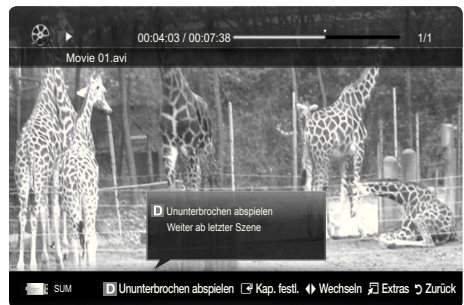 00:04:03 / 00:07:38 1/1
Movie 01.avi
D Ununterbrochen abspielen
Weiter ab letzter Szene
SUM D Ununterbrochen abspielen Kap. festl. Wechseln Extras Zurück